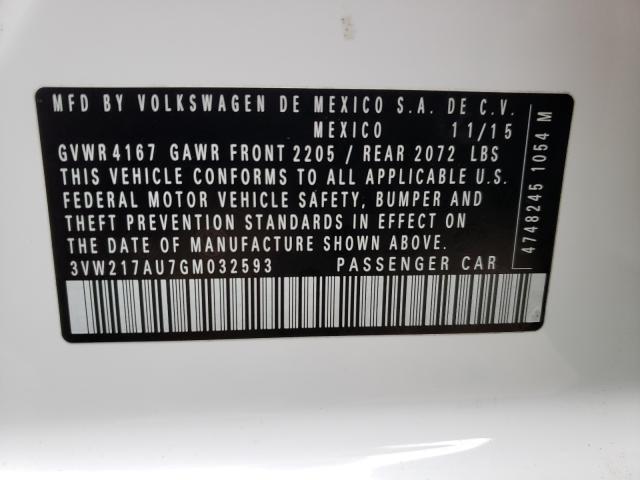 MFD BY VOLKSWAGEN DE MEXICO S.A. DE C.V.
MEXICO 11/15
GVWR 4167 GAWR FRONT 2205 / REAR 2072 LBS
THIS VEHICLE CONFORMS TO ALL APPLICABLE U.S.
FEDERAL MOTOR VEHICLE SAFETY, BUMPER AND
THEFT PREVENTION STANDARDS IN EFFECT ON
THE DATE OF MANUFACTURE SHOWN ABOVE.
3VW217AU7GM032593 PASSENGER CAR
4748245 1054 M